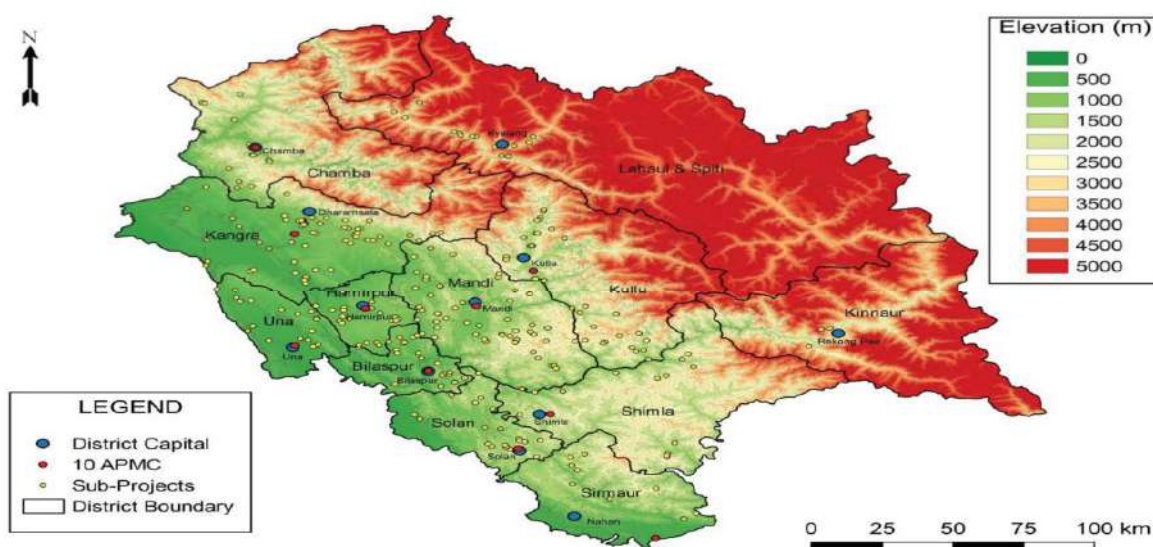 N
Elevation (m)
0
500
1000
1500
2000
2500
3000
3500
4000
4500
5000
Keylang
Chamba
Lahaul & Spiti
Chamba
Dharamsala
Kangra
Kullu
Mandi
Kullu
Hamirpur
Kinnaur
Mandi
Hamirpur
Una
Rekong Peo
Una
Bilaspur
Bilaspur
Shimla
Solan
Shimla
Solan
Sirmaur
Nahan
LEGEND
District Capital
10 APMC
Sub-Projects
District Boundary
0 25 50 75 100 km